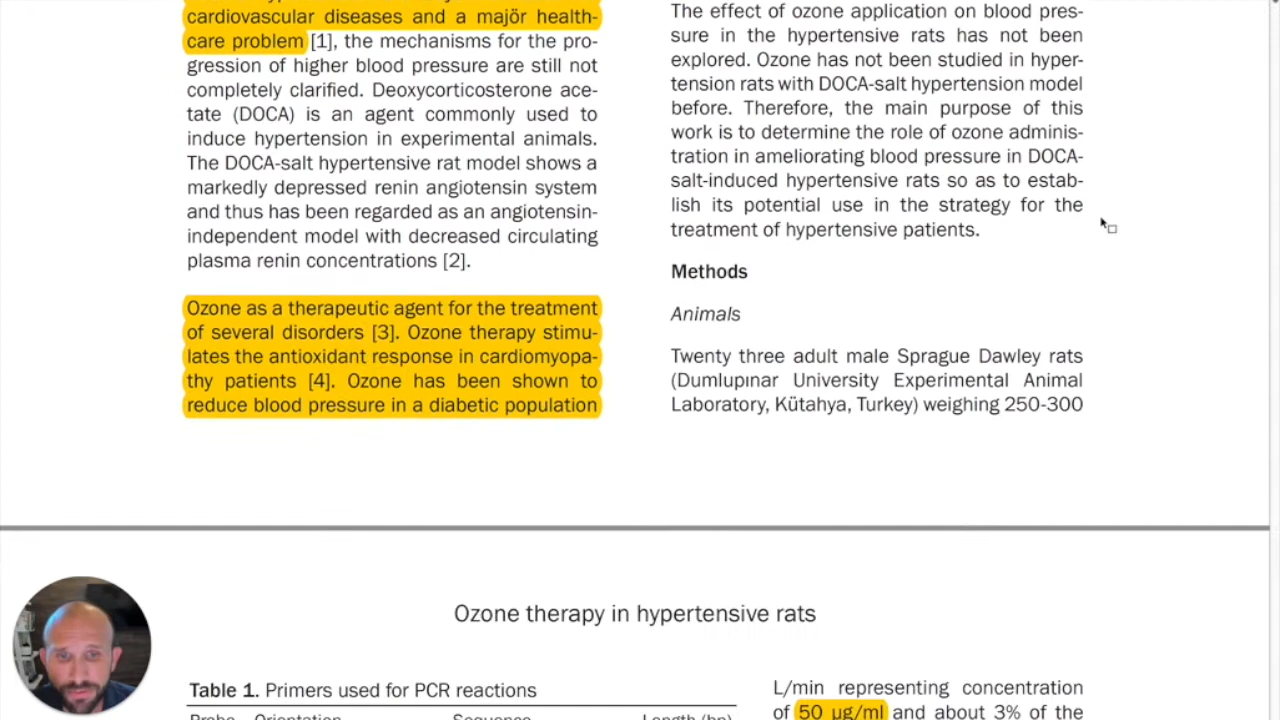 cardiovascular diseases and a majör health-
care problem [1], the mechanisms for the pro-
gression of higher blood pressure are still not
completely clarified. Deoxycorticosterone ace-
tate (DOCA) is an agent commonly used to
induce hypertension in experimental animals.
The DOCA-salt hypertensive rat model shows a
markedly depressed renin angiotensin system
and thus has been regarded as an angiotensin-
independent model with decreased circulating
plasma renin concentrations [2].
Ozone as a therapeutic agent for the treatment
of several disorders [3]. Ozone therapy stimu-
lates the antioxidant response in cardiomyopa-
thy patients [4]. Ozone has been shown to
reduce blood pressure in a diabetic population
The effect of ozone application on blood pres-
sure in the hypertensive rats has not been
explored. Ozone has not been studied in hyper-
tension rats with DOCA-salt hypertension model
before. Therefore, the main purpose of this
work is to determine the role of ozone adminis-
tration in ameliorating blood pressure in DOCA-
salt-induced hypertensive rats so as to estab-
lish its potential use in the strategy for the
treatment of hypertensive patients.
Methods
Animals
Twenty three adult male Sprague Dawley rats
(Dumlupınar University Experimental Animal
Laboratory, Kütahya, Turkey) weighing 250-300
Ozone therapy in hypertensive rats
Table 1. Primers used for PCR reactions
Probe Orientation Sequence Length (bp)
L/min representing concentration
of 50 µg/ml and about 3% of the